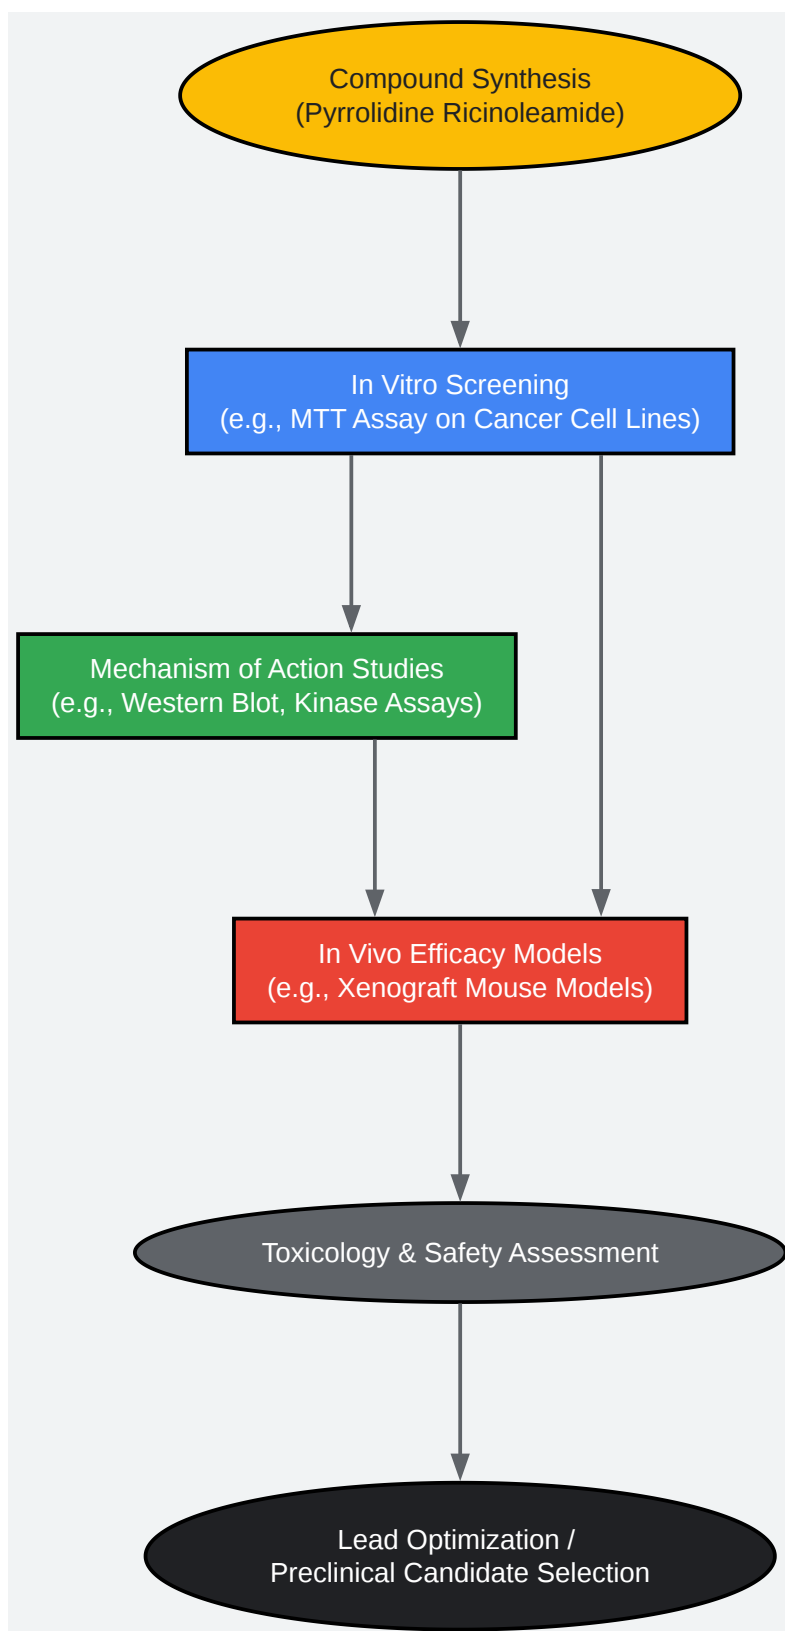 Compound Synthesis
(Pyrrolidine Ricinoleamide)
In Vitro Screening
(e.g., MTT Assay on Cancer Cell Lines)
Mechanism of Action Studies
(e.g., Western Blot, Kinase Assays)
In Vivo Efficacy Models
(e.g., Xenograft Mouse Models)
Toxicology & Safety Assessment
Lead Optimization /
Preclinical Candidate Selection